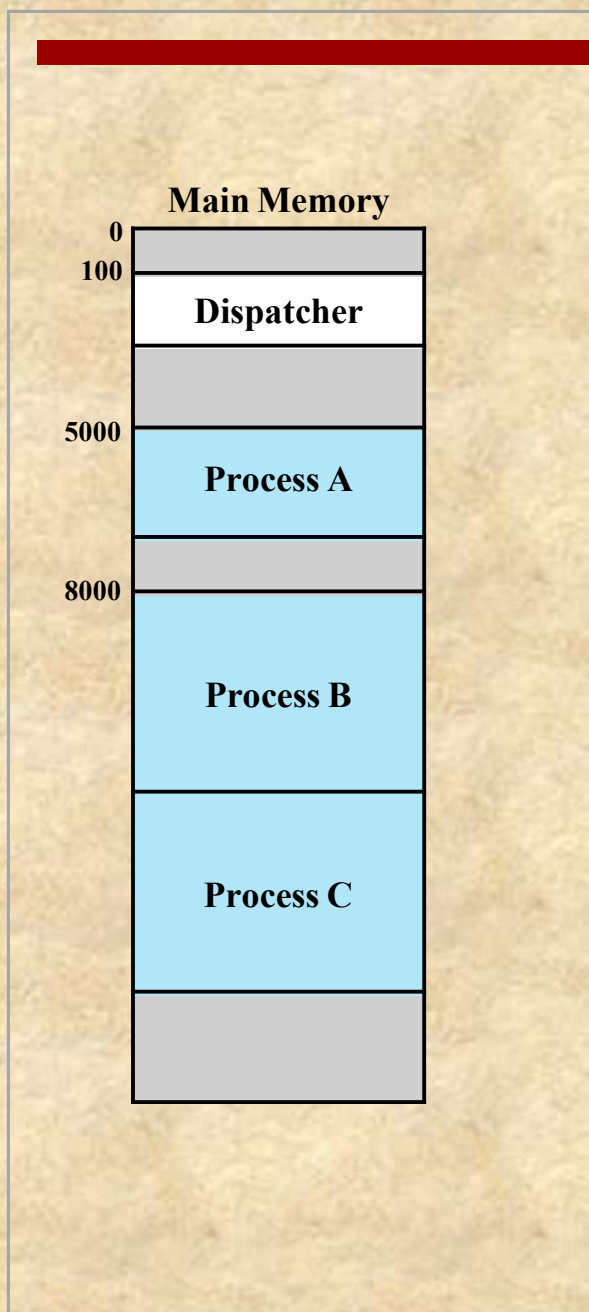 Main Memory
0
100
Dispatcher
5000
Process A
8000
Process B
Process C